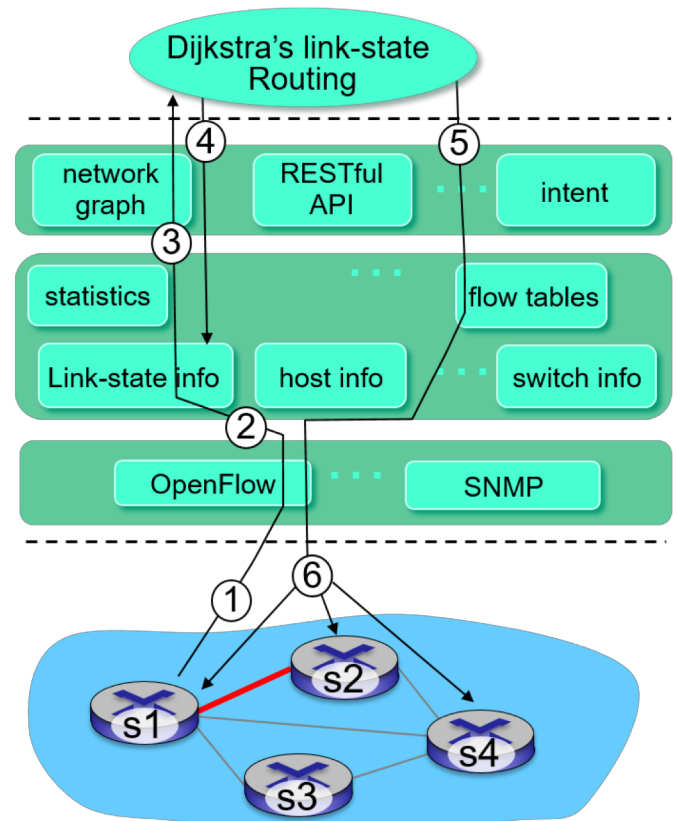 Dijkstra's link-state
Routing
4
5
network
graph
RESTful
API
intent
3
statistics
flow tables
Link-state info
host info
switch info
2
OpenFlow
SNMP
1
6
s2
s1
s4
s3